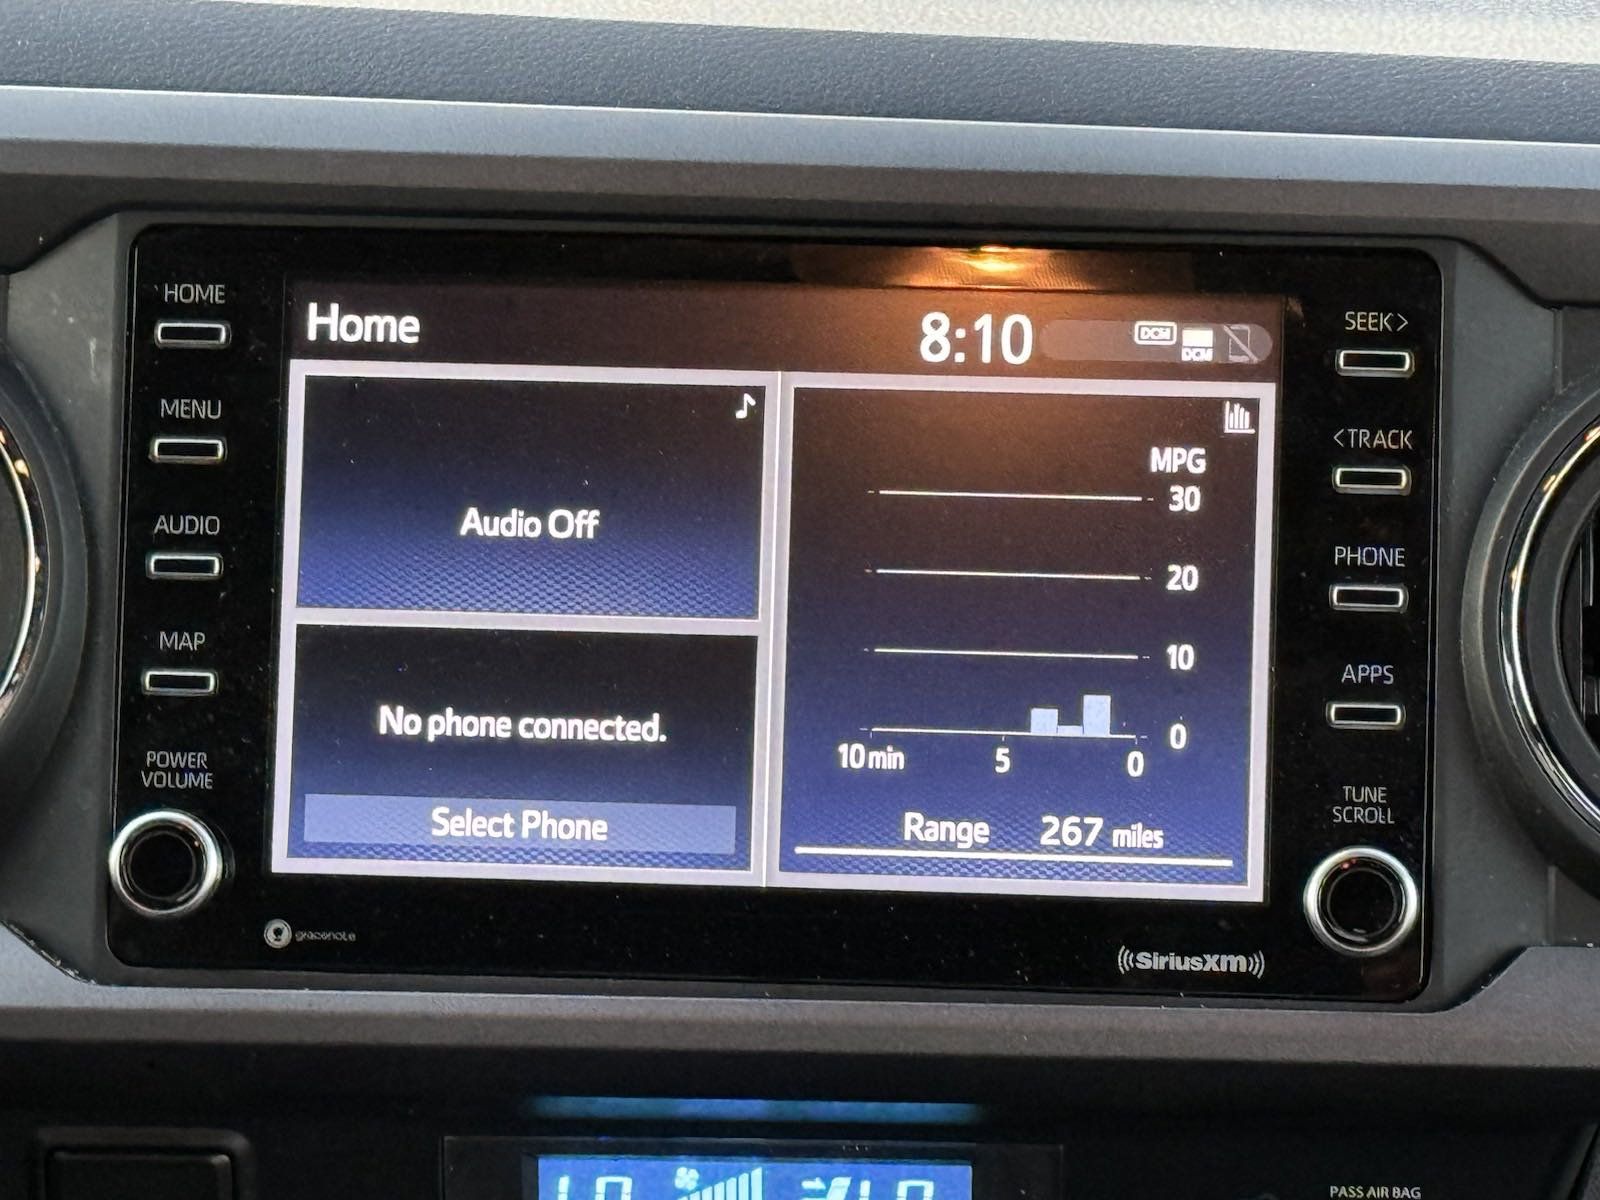 HOME
MENU
AUDIO
MAP
POWER
VOLUME
Home
8:10
DCM
DCM
Audio Off
No phone connected.
Select Phone
MPG
30
20
10
0
10 min
5
0
Range 267 miles
SEEK>
<TRACK
PHONE
APPS
TUNE
SCROLL
gracenote
SiriusXM
PASS AIR BAG